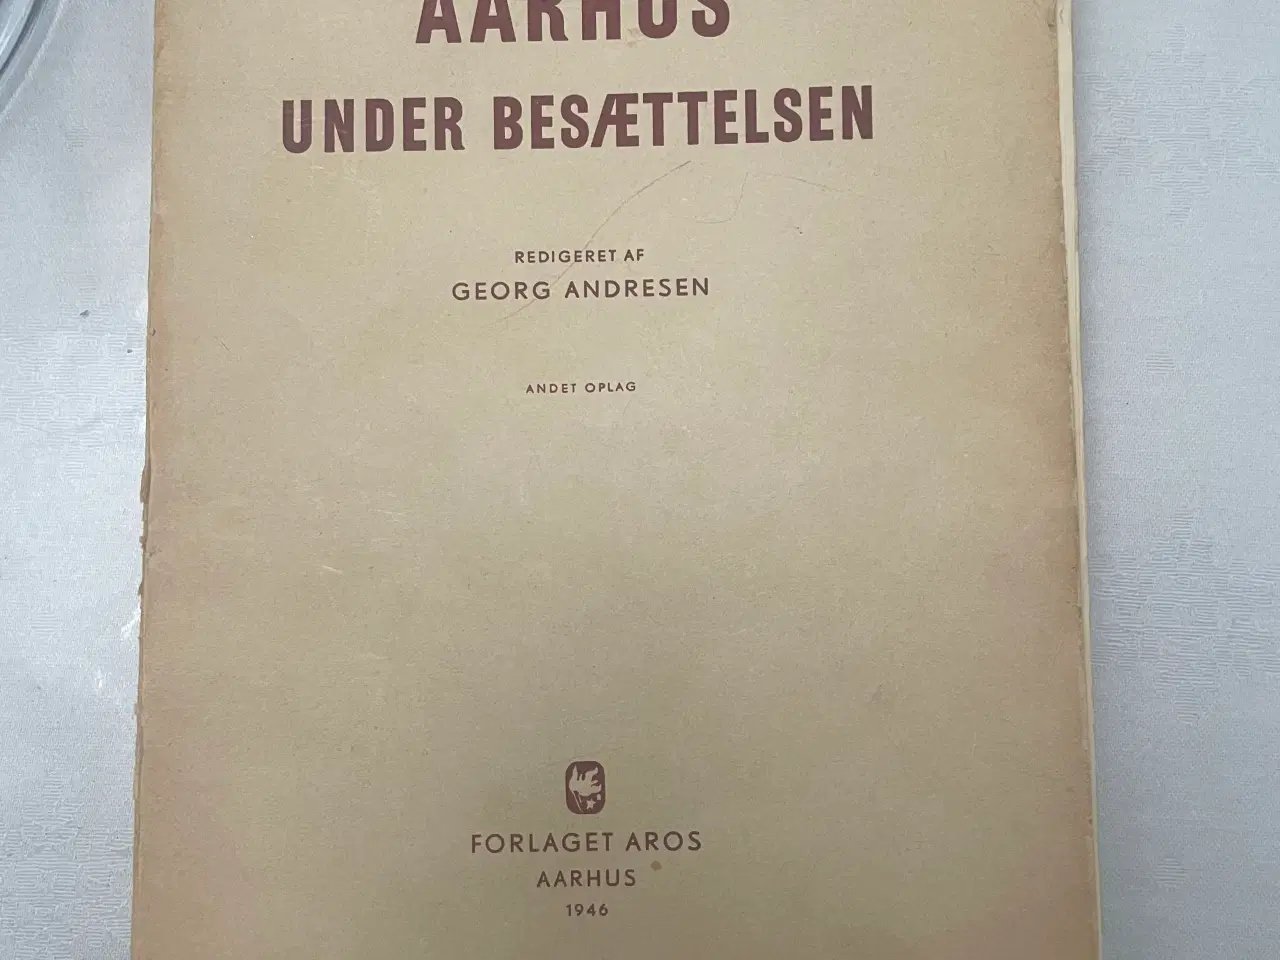 AARHUS
UNDER BESÆTTELSEN
REDIGERET AF
GEORG ANDRESEN
ANDET OPLAG
FORLAGET AROS
AARHUS
1946